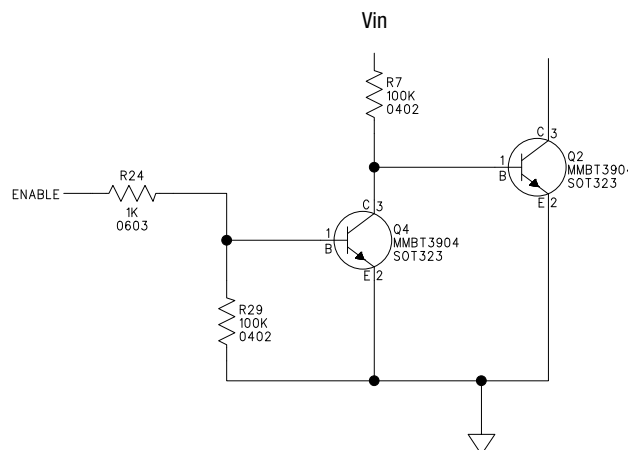 Vin
R7
100K
0402
C 3
1
B
Q2
MMBT3904
SOT323
E 2
R24
ENABLE
1K
0603
C 3
1
B
Q4
MMBT3904
SOT323
E 2
R29
100K
0402